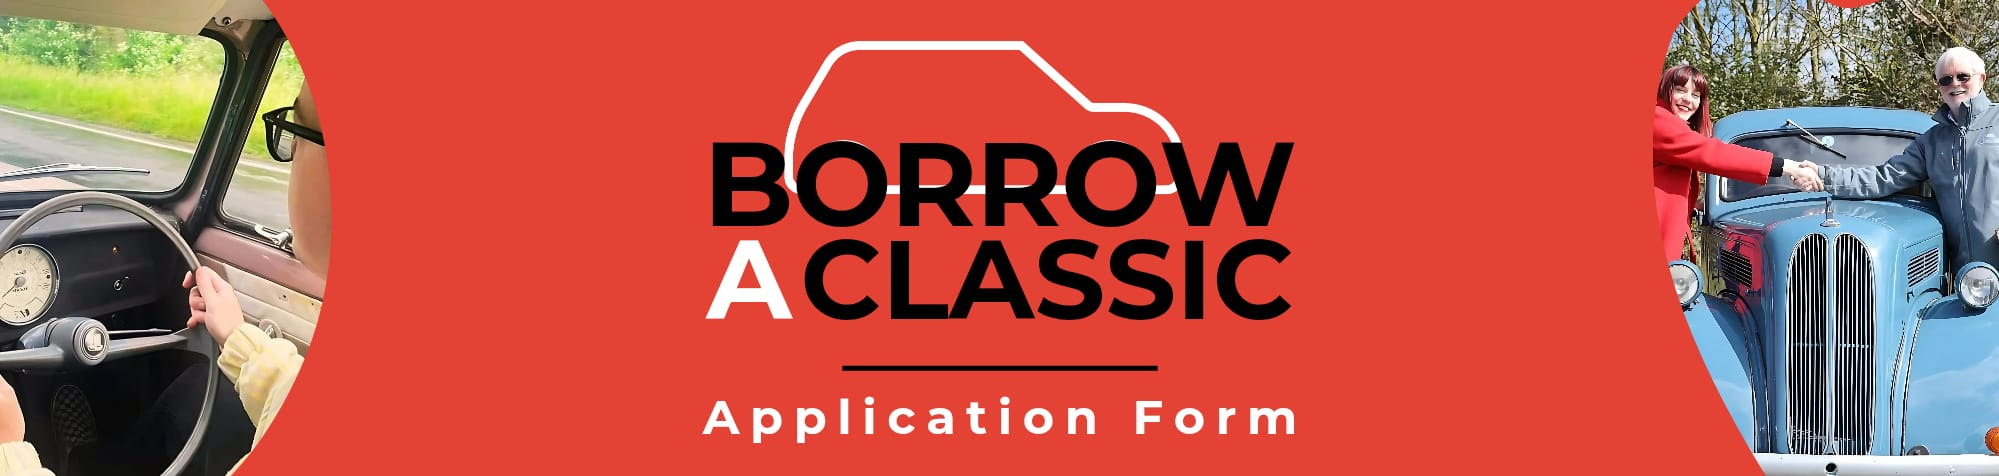 BORROW
A CLASSIC
Application Form